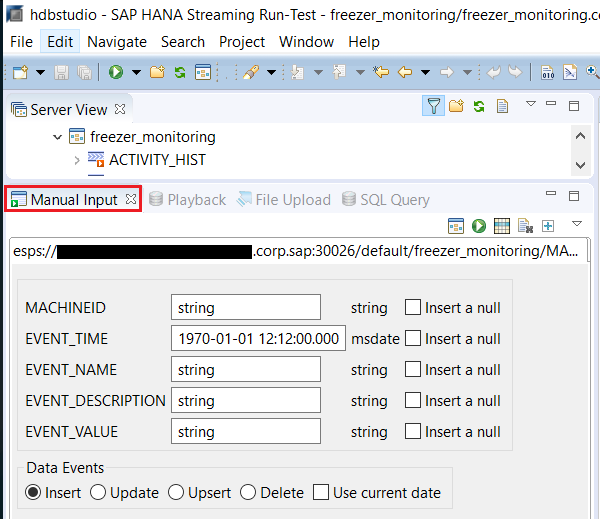 hdbstudio - SAP HANA Streaming Run-Test - freezer_monitoring/freezer_monitoring.c
File Edit Navigate Search Project Window Help
010
Server View
freezer_monitoring
ACTIVITY_HIST
Manual Input Playback File Upload SQL Query
esps:// .corp.sap:30026/default/freezer_monitoring/MA...
MACHINEID string string Insert a null
EVENT_TIME 1970-01-01 12:12:00.000 msdate Insert a null
EVENT_NAME string string Insert a null
EVENT_DESCRIPTION string string Insert a null
EVENT_VALUE string string Insert a null
Data Events
Insert Update Upsert Delete Use current date